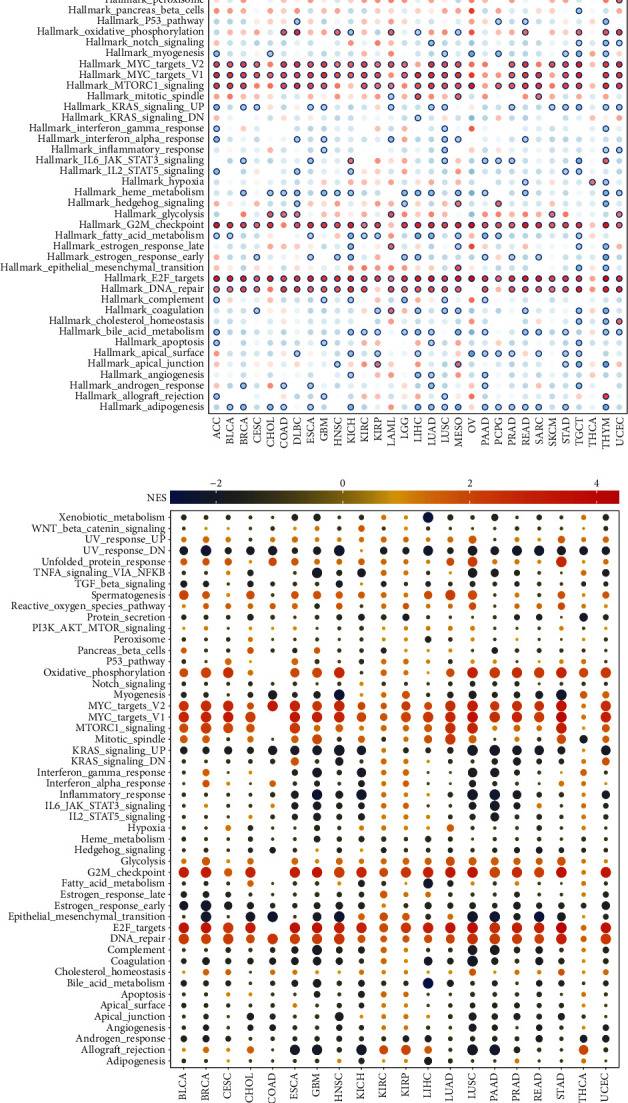 Hallmark_peroxisome
Hallmark_pancreas_beta_cells
Hallmark_P53_pathway
Hallmark_oxidative_phosphorylation
Hallmark_notch_signaling
Hallmark_myogenesis
Hallmark_MYC_targets_V2
Hallmark_MYC_targets_V1
Hallmark_MTORC1_signaling
Hallmark_mitotic_spindle
Hallmark_KRAS_signaling_UP
Hallmark_KRAS_signaling_DN
Hallmark_interferon_gamma_response
Hallmark_interferon_alpha_response
Hallmark_inflammatory_response
Hallmark_IL6_JAK_STAT3_signaling
Hallmark_IL2_STAT5_signaling
Hallmark_hypoxia
Hallmark_heme_metabolism
Hallmark_hedgehog_signaling
Hallmark_glycolysis
Hallmark_G2M_checkpoint
Hallmark_fatty_acid_metabolism
Hallmark_estrogen_response_late
Hallmark_estrogen_response_early
Hallmark_epithelial_mesenchymal_transition
Hallmark_E2F_targets
Hallmark_DNA_repair
Hallmark_complement
Hallmark_coagulation
Hallmark_cholesterol_homeostasis
Hallmark_bile_acid_metabolism
Hallmark_apoptosis
Hallmark_apical_surface
Hallmark_apical_junction
Hallmark_angiogenesis
Hallmark_androgen_response
Hallmark_allograft_rejection
Hallmark_adipogenesis
ACC BLCA BRCA CESC CHOL COAD DLBC ESCA GBM HNSC KICH KIRC KIRP LAML LGG LIHC LUAD LUSC MESO OV PAAD PCPG PRAD READ SARC SKCM STAD TGCT THCA THYM UCEC
NES −2 0 2 4
Xenobiotic_metabolism
WNT_beta_catenin_signaling
UV_response_UP
UV_response_DN
Unfolded_protein_response
TNFA_signaling_VIA_NFKB
TGF_beta_signaling
Spermatogenesis
Reactive_oxygen_species_pathway
Protein_secretion
PI3K_AKT_MTOR_signaling
Peroxisome
Pancreas_beta_cells
P53_pathway
Oxidative_phosphorylation
Notch_signaling
Myogenesis
MYC_targets_V2
MYC_targets_V1
MTORC1_signaling
Mitotic_spindle
KRAS_signaling_UP
KRAS_signaling_DN
Interferon_gamma_response
Interferon_alpha_response
Inflammatory_response
IL6_JAK_STAT3_signaling
IL2_STAT5_signaling
Hypoxia
Heme_metabolism
Hedgehog_signaling
Glycolysis
G2M_checkpoint
Fatty_acid_metabolism
Estrogen_response_late
Estrogen_response_early
Epithelial_mesenchymal_transition
E2F_targets
DNA_repair
Complement
Coagulation
Cholesterol_homeostasis
Bile_acid_metabolism
Apoptosis
Apical_surface
Apical_junction
Angiogenesis
Androgen_response
Allograft_rejection
Adipogenesis
BLCA BRCA CESC CHOL COAD ESCA GBM HNSC KICH KIRC KIRP LIHC LUAD LUSC PAAD PRAD READ STAD THCA UCEC